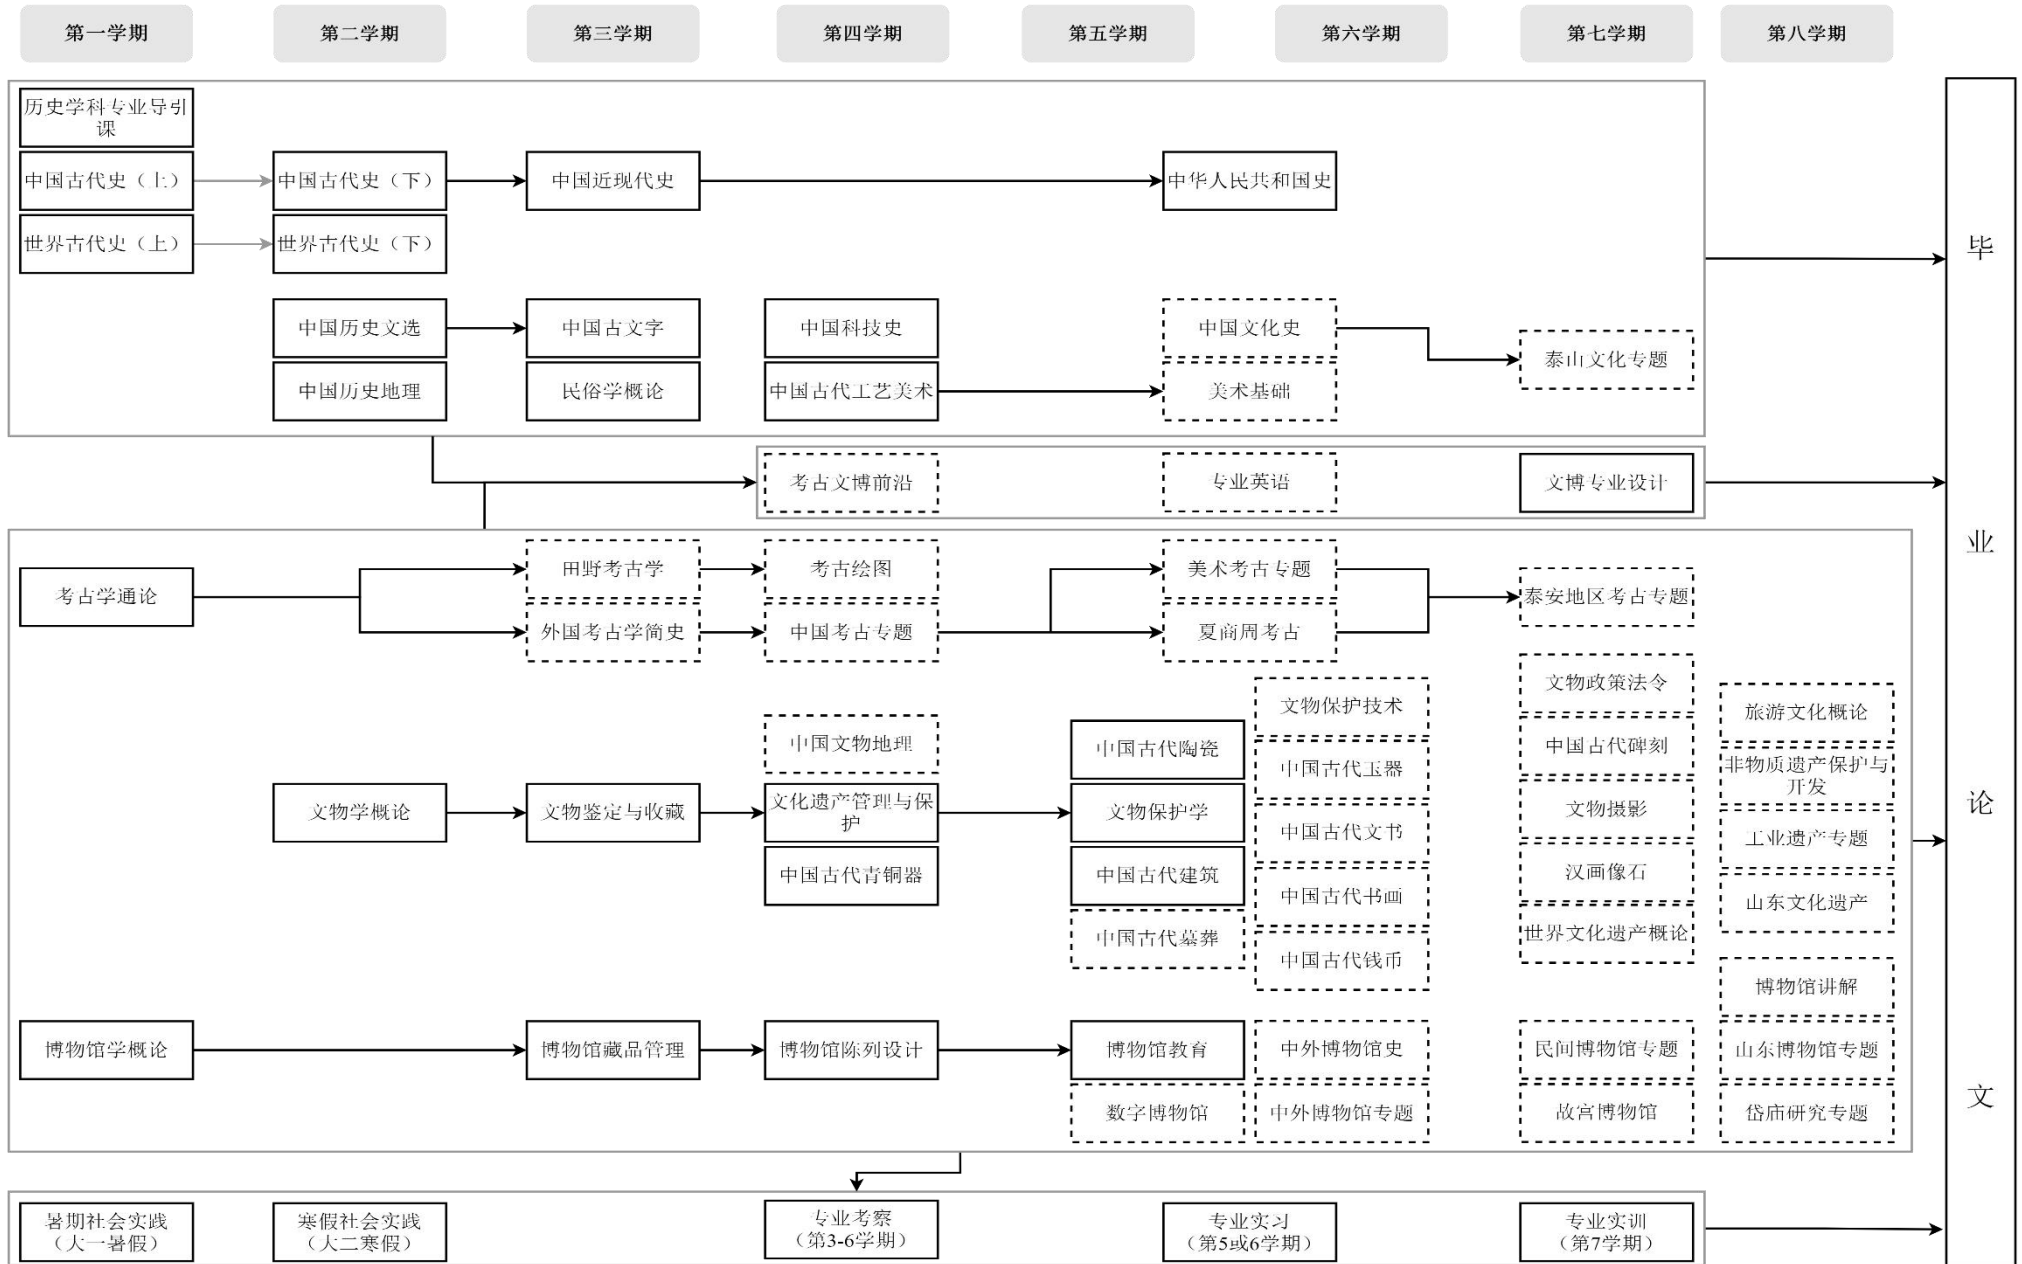 第一学期
第二学期
第三学期
第四学期
第五学期
第六学期
第七学期
第八学期
历史学科专业导引
课
中国古代史（上）
中国古代史（下）
中国近现代史
中华人民共和国史
世界古代史（上）
世界古代史（下）
中国历史文选
中国古文字
中国科技史
中国文化史
泰山文化专题
中国历史地理
民俗学概论
中国古代工艺美术
美术基础
考古文博前沿
专业英语
文博专业设计
考古学通论
田野考古学
考古绘图
美术考古专题
泰安地区考古专题
外国考古学简史
中国考古专题
夏商周考古
中国文物地理
文物学概论
文物鉴定与收藏
文化遗产管理与保
护
中国古代青铜器
中国古代陶瓷
文物保护学
中国古代建筑
中国古代墓葬
文物保护技术
中国古代玉器
中国古代文书
中国古代书画
中国古代钱币
文物政策法令
中国古代碑刻
文物摄影
汉画像石
世界文化遗产概论
旅游文化概论
非物质遗产保护与
开发
工业遗产专题
山东文化遗产
博物馆讲解
博物馆学概论
博物馆藏品管理
博物馆陈列设计
博物馆教育
中外博物馆史
民间博物馆专题
山东博物馆专题
数字博物馆
中外博物馆专题
故宫博物馆
岱庙研究专题
暑期社会实践
（大一暑假）
寒假社会实践
（大二寒假）
专业考察
（第3-6学期）
专业实习
（第5或6学期）
专业实训
（第7学期）
毕
业
论
文